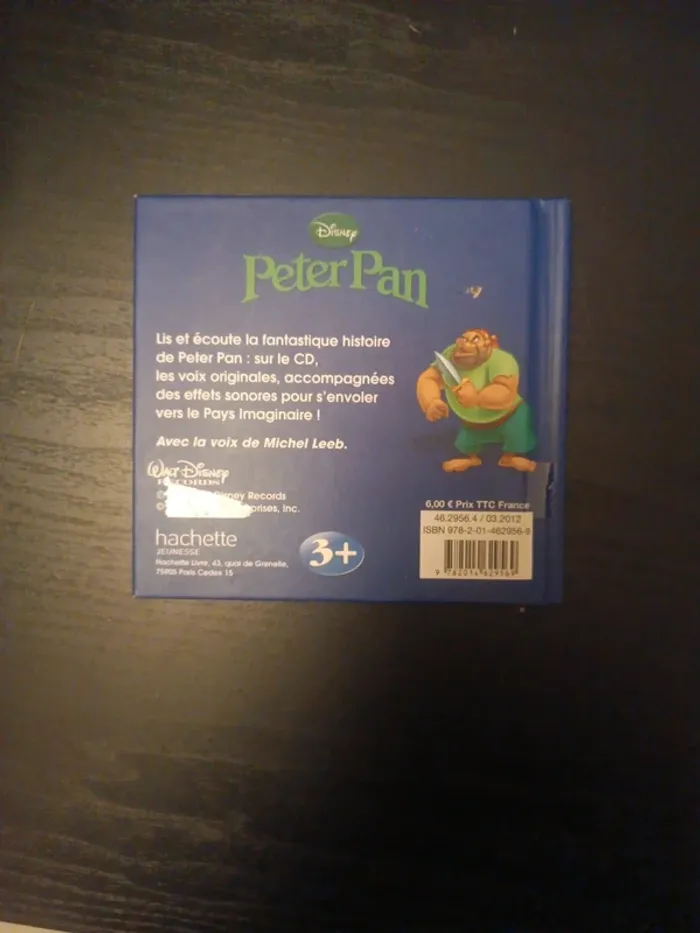 Disney
Peter Pan
Lis et écoute la fantastique histoire
de Peter Pan : sur le CD,
les voix originales, accompagnées
des effets sonores pour s'envoler
vers le Pays Imaginaire !
Avec la voix de Michel Leeb.
Walt Disney
RECORDS
Disney Records
Inc.
hachette
JEUNESSE
Hachette Livre, 43, quai de Grenelle,
75905 Paris Cedex 15
3+
6,00 € Prix TTC France
46.2956.4 / 03.2012
ISBN 978-2-01-462956-9
9 782014 629569